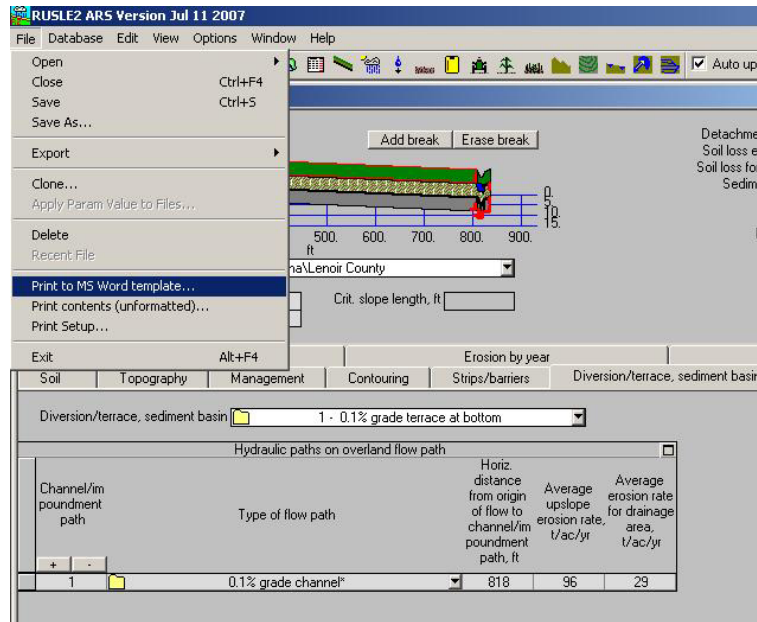 RUSLE2 ARS Version Jul 11 2007
File Database Edit View Options Window Help
Auto up
Open
Close Ctrl+F4
Save Ctrl+S
Save As...
Export
Clone...
Apply Param Value to Files...
Delete
Recent File
Print to MS Word template...
Print contents (unformatted)...
Print Setup...
Exit Alt+F4
Add break Erase break
Detachme
Soil loss e
Soil loss fo
Sedim
0.
5.
10.
15.
500. 600. 700. 800. 900.
ft
na\Lenoir County
Crit. slope length, ft
Erosion by year
Soil Topography Management Contouring Strips/barriers Diversion/terrace, sediment basin
Diversion/terrace, sediment basin 1 - 0.1% grade terrace at bottom
Hydraulic paths on overland flow path
Channel/im
poundment
path
+ -
Type of flow path
Horiz.
distance
from origin
of flow to
channel/im
poundment
path, ft
Average
upslope
erosion rate,
t/ac/yr
Average
erosion rate
for drainage
area,
t/ac/yr
1 0.1% grade channel* 818 96 29